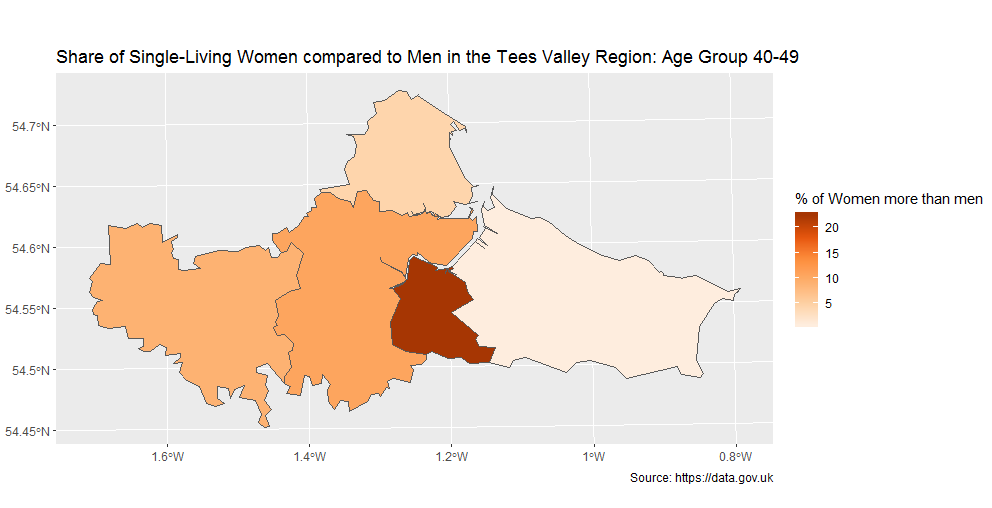 Share of Single-Living Women compared to Men in the Tees Valley Region: Age Group 40-49
54.7°N
54.65°N
54.6°N
54.55°N
54.5°N
54.45°N
1.6°W
1.4°W
1.2°W
1°W
0.8°W
% of Women more than men
20
15
10
5
Source: https://data.gov.uk